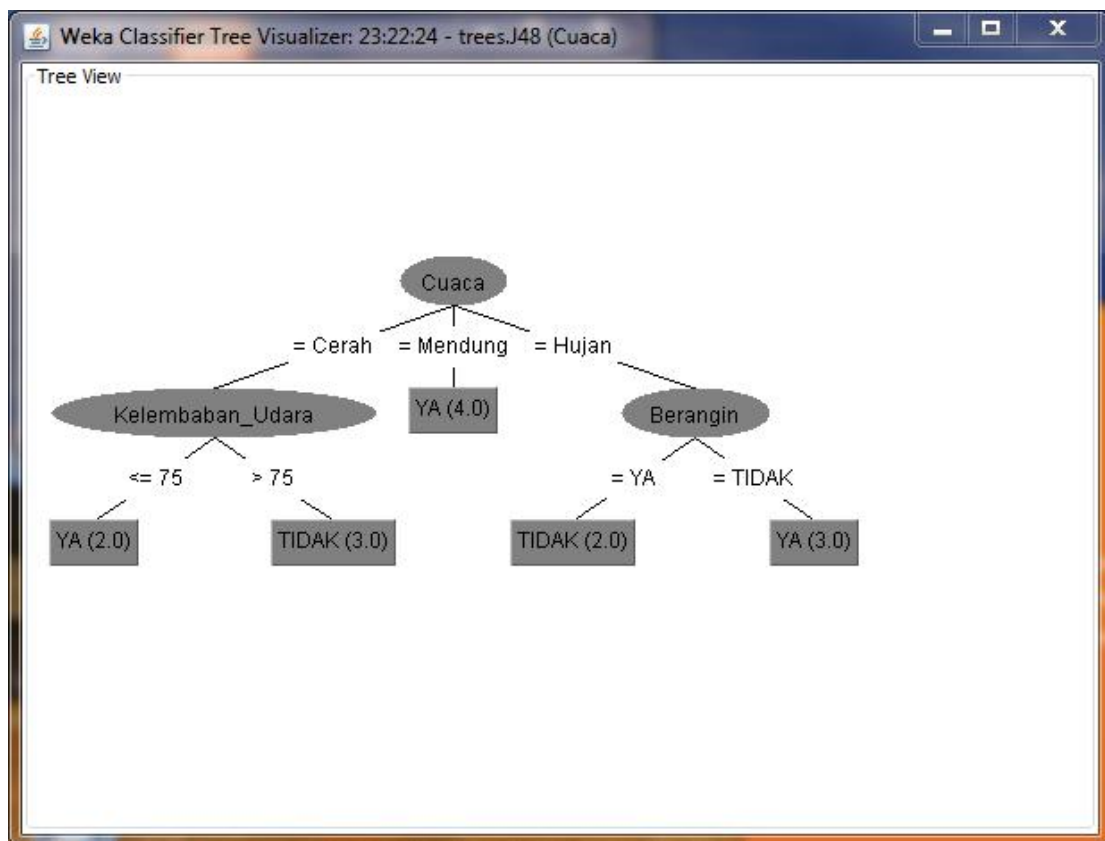 Weka Classifier Tree Visualizer: 23:22:24 - trees.J48 (Cuaca)
Tree View
Cuaca
= Cerah = Mendung = Hujan
Kelembaban_Udara YA (4.0) Berangin
<= 75 > 75 = YA = TIDAK
YA (2.0) TIDAK (3.0) TIDAK (2.0) YA (3.0)